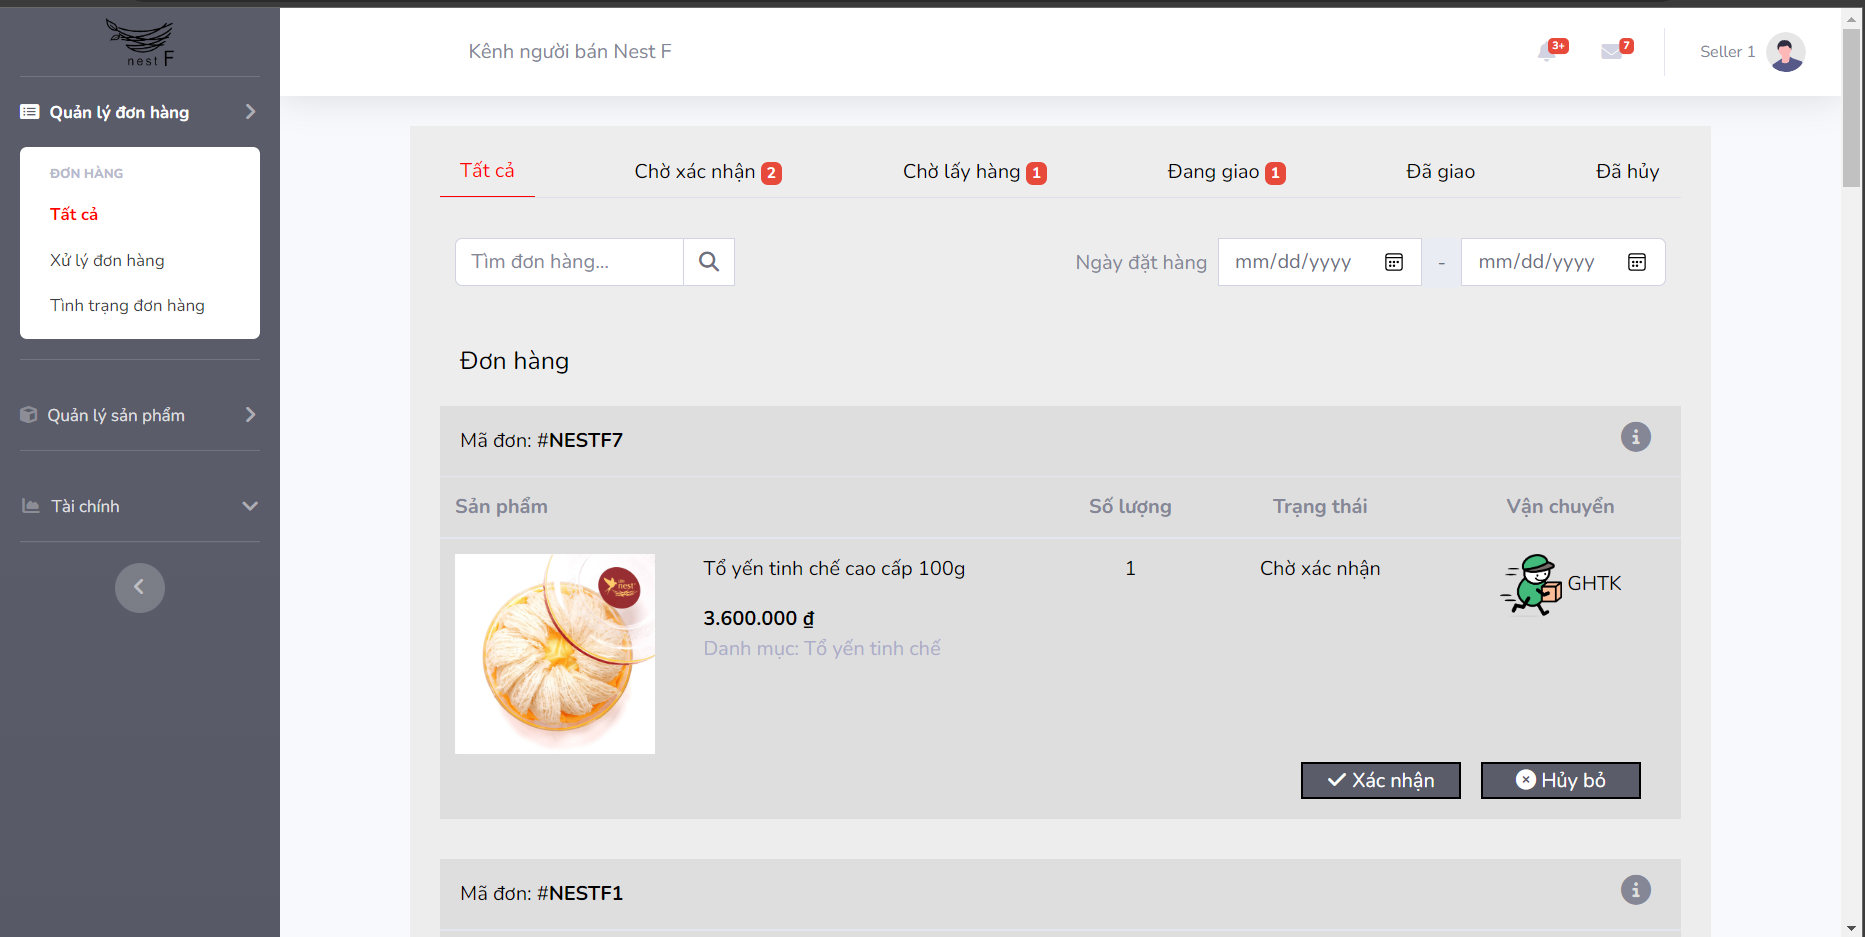 nest F
Kênh người bán Nest F
3+
7
Seller 1
Quản lý đơn hàng
ĐƠN HÀNG
Tất cả
Xử lý đơn hàng
Tình trạng đơn hàng
Quản lý sản phẩm
Tài chính
Tất cả
Chờ xác nhận 2
Chờ lấy hàng 1
Đang giao 1
Đã giao
Đã hủy
Tìm đơn hàng...
Ngày đặt hàng mm/dd/yyyy - mm/dd/yyyy
Đơn hàng
Mã đơn: #NESTF7
Sản phẩm Số lượng Trạng thái Vận chuyển
nest
Tổ yến tinh chế cao cấp 100g 1 Chờ xác nhận GHTK
3.600.000 ₫
Danh mục: Tổ yến tinh chế
Xác nhận
Hủy bỏ
Mã đơn: #NESTF1